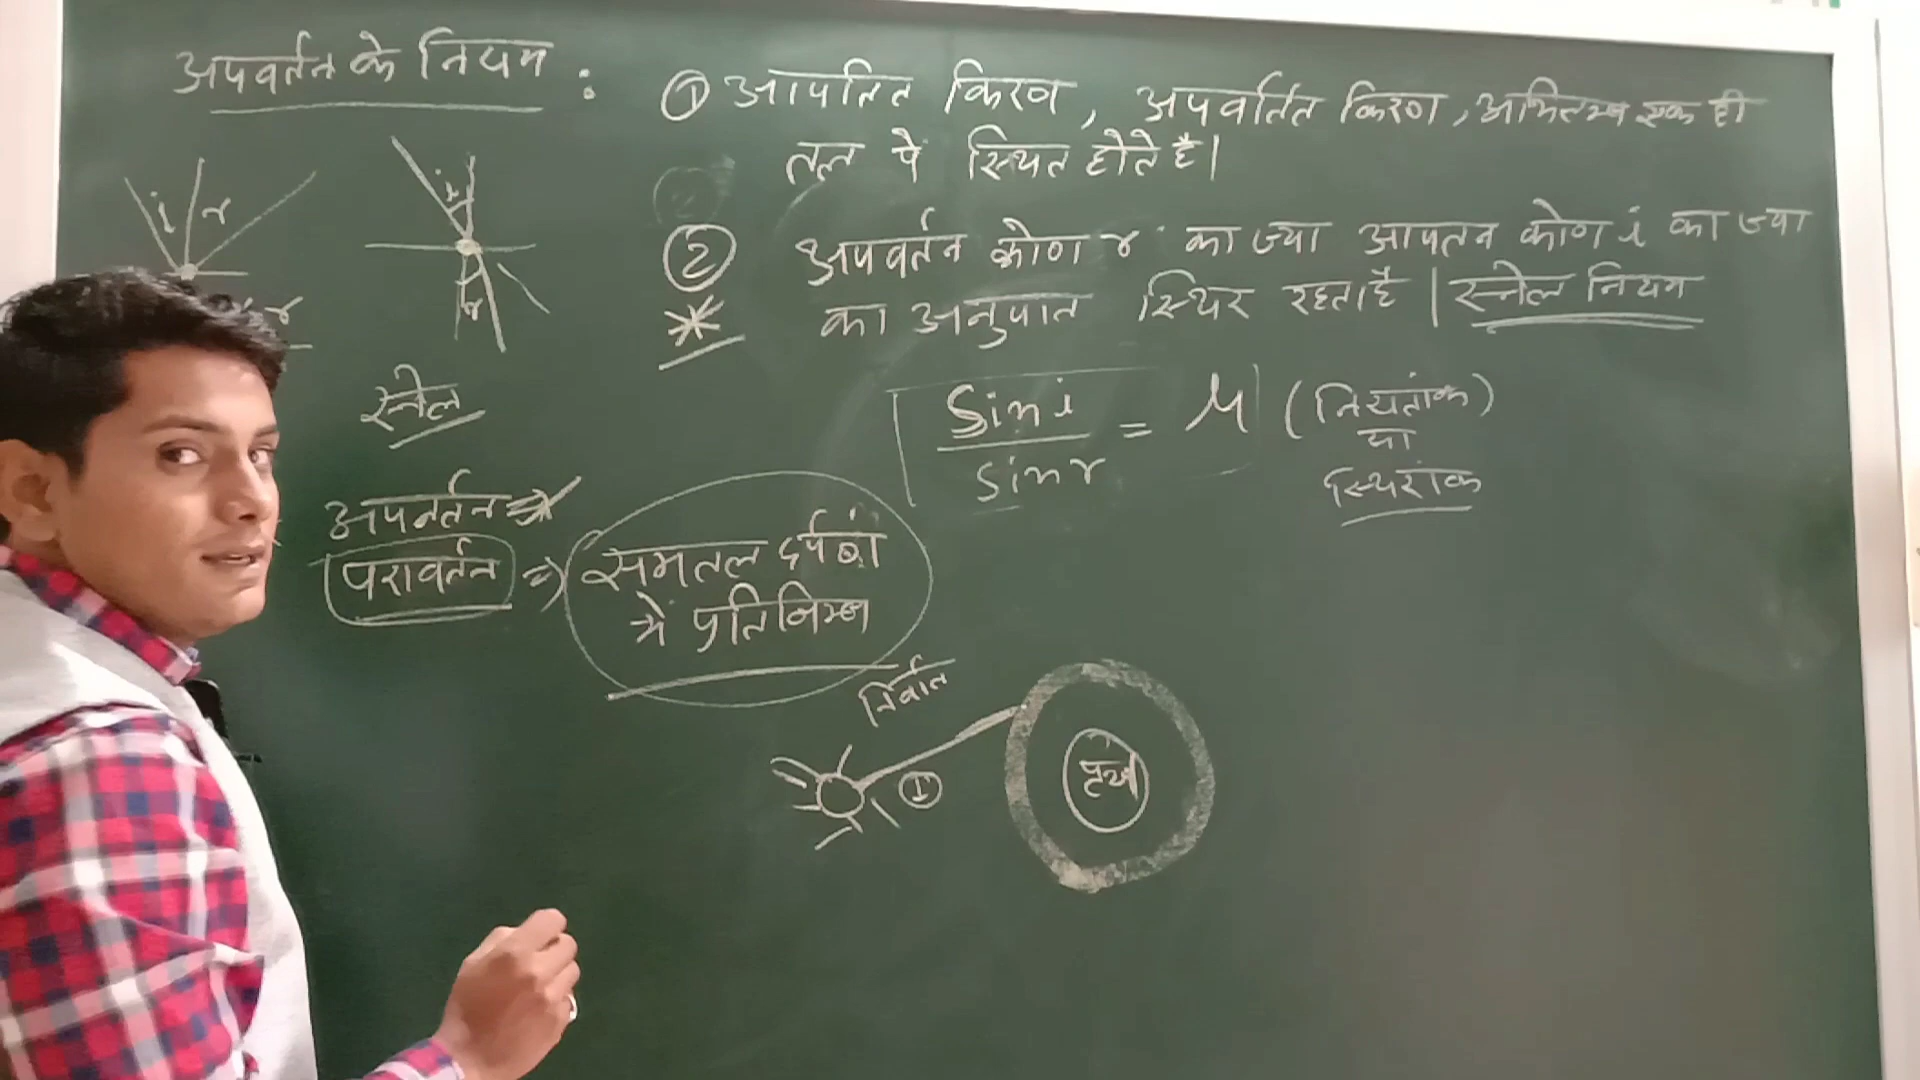 अपवर्तन के नियम :
① आपतित किरण, अपवर्तित किरण, अभिलम्ब एक ही
तल पे स्थित होते है।
② अपवर्तन कोण r का ज्या आपतन कोण i का ज्या
* का अनुपात स्थिर रहता है | स्नेल नियम
i r
i
r
r
स्नेल
sin i / sin r = μ (नियतांक)
या
स्थिरांक
अपवर्तन ⇒
परावर्तन ⇒ समतल दर्पणों
में प्रतिबिम्ब
निर्वात
①